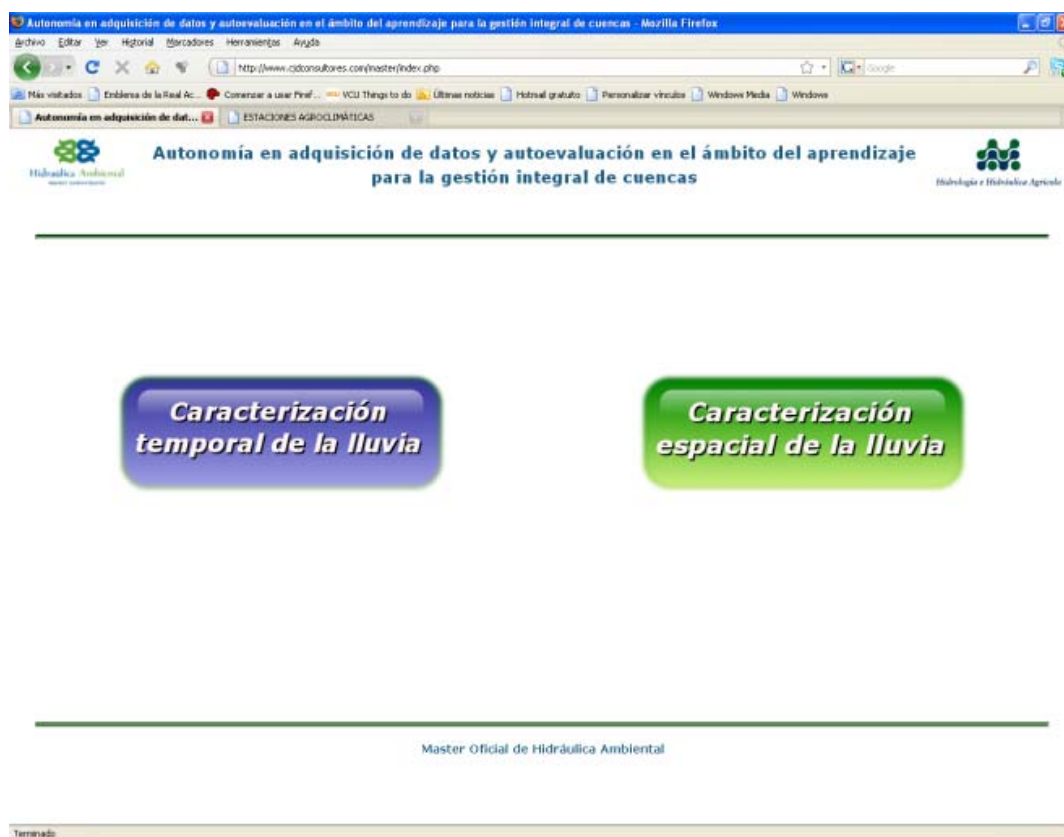 Autonomía en adquisición de datos y autoevaluación en el ámbito del aprendizaje para la gestión integral de cuencas - Mozilla Firefox
Archivo Editar Ver Historial Marcadores Herramientas Ayuda
http://www.cjdconsultores.com/master/index.php
Google
Más visitados Emblema de la Real Ac... Comenzar a usar Firef... VCU Things to do Últimas noticias Hotmail gratuito Personalizar vínculos Windows Media Windows
Autonomía en adquisición de dat... ESTACIONES AGROCLIMÁTICAS
Hidráulica Ambiental
Autonomía en adquisición de datos y autoevaluación en el ámbito del aprendizaje
para la gestión integral de cuencas
Hidrología e Hidráulica Agrícola
Caracterización
temporal de la lluvia
Caracterización
espacial de la lluvia
Master Oficial de Hidráulica Ambiental
Terminado